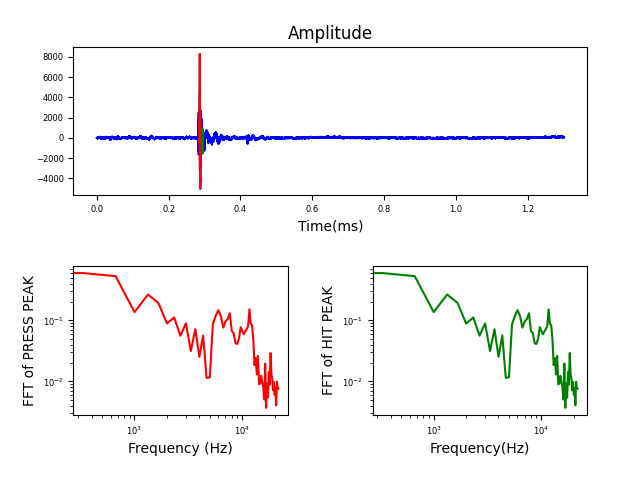 Amplitude
8000
6000
4000
2000
0
−2000
−4000
0.0 0.2 0.4 0.6 0.8 1.0 1.2
Time(ms)
FFT of PRESS PEAK
10⁻¹
10⁻²
10³ 10⁴
Frequency (Hz)
FFT of HIT PEAK
10⁻¹
10⁻²
10³ 10⁴
Frequency(Hz)